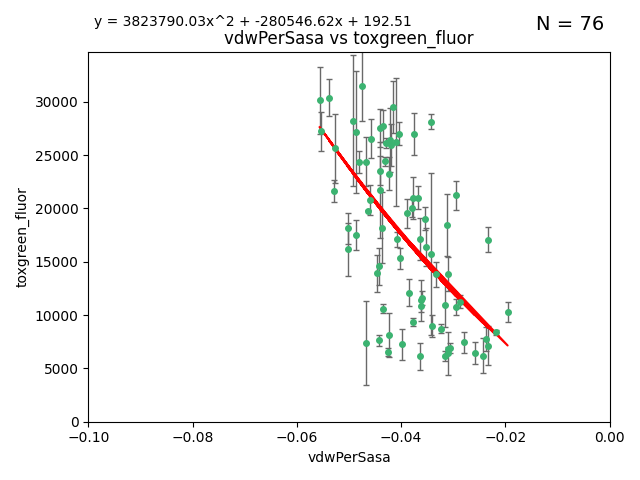 y = 3823790.03x^2 + -280546.62x + 192.51
N = 76
vdwPerSasa vs toxgreen_fluor
30000
25000
20000
15000
10000
5000
0
toxgreen_fluor
−0.10 −0.08 −0.06 −0.04 −0.02 0.00
vdwPerSasa